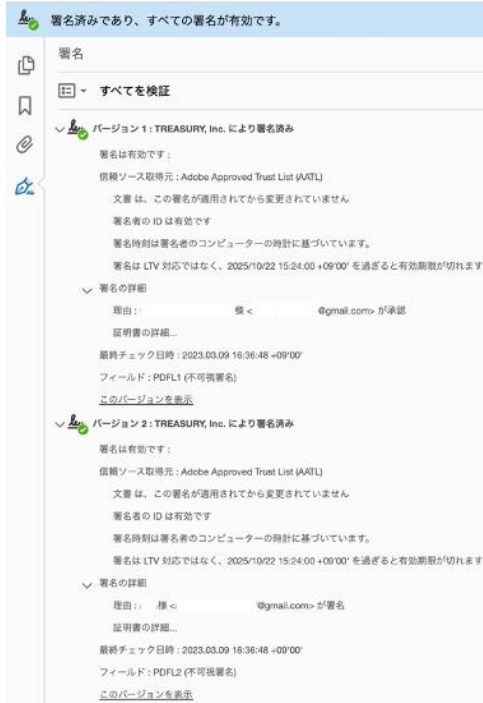 署名済みであり、すべての署名が有効です。
署名
すべてを検証
バージョン 1 : TREASURY, Inc. により署名済み
署名は有効です :
信頼ソース取得元 : Adobe Approved Trust List (AATL)
文書 は、この署名が適用されてから変更されていません
署名者の ID は有効です
署名時刻は署名者のコンピューターの時計に基づいています。
署名は LTV 対応ではなく、2025/10/22 15:24:00 +09'00' を過ぎると有効期限が切れます
署名の詳細
理由 : 様 < @gmail.com> が承認
証明書の詳細...
最終チェック日時 : 2023.03.09 16:36:48 +09'00'
フィールド : PDFL1 (不可視署名)
このバージョンを表示
バージョン 2 : TREASURY, Inc. により署名済み
署名は有効です :
信頼ソース取得元 : Adobe Approved Trust List (AATL)
文書 は、この署名が適用されてから変更されていません
署名者の ID は有効です
署名時刻は署名者のコンピューターの時計に基づいています。
署名は LTV 対応ではなく、2025/10/22 15:24:00 +09'00' を過ぎると有効期限が切れます
署名の詳細
理由 : 様 < @gmail.com> が署名
証明書の詳細...
最終チェック日時 : 2023.03.09 16:36:48 +09'00'
フィールド : PDFL2 (不可視署名)
このバージョンを表示